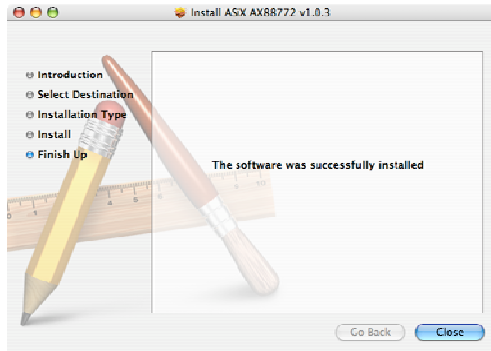 Install ASIX AX88772 v1.0.3
Introduction
Select Destination
Installation Type
Install
Finish Up
The software was successfully installed
Go Back
Close